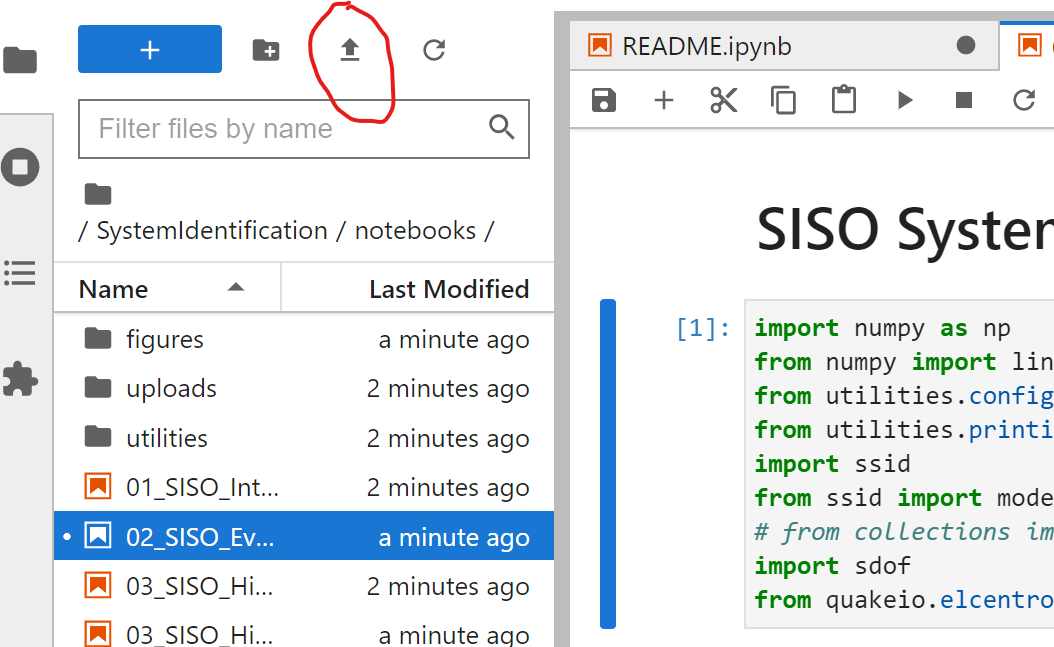 README.ipynb
Filter files by name
/ SystemIdentification / notebooks /
Name Last Modified
figures a minute ago
uploads 2 minutes ago
utilities 2 minutes ago
01_SISO_Int... 2 minutes ago
02_SISO_Ev... a minute ago
03_SISO_Hi... 2 minutes ago
03_SISO_Hi... a minute ago
SISO System
[1]:
import numpy as np
from numpy import lin
from utilities.config
from utilities.printi
import ssid
from ssid import mode
# from collections im
import sdof
from quakeio.elcentro